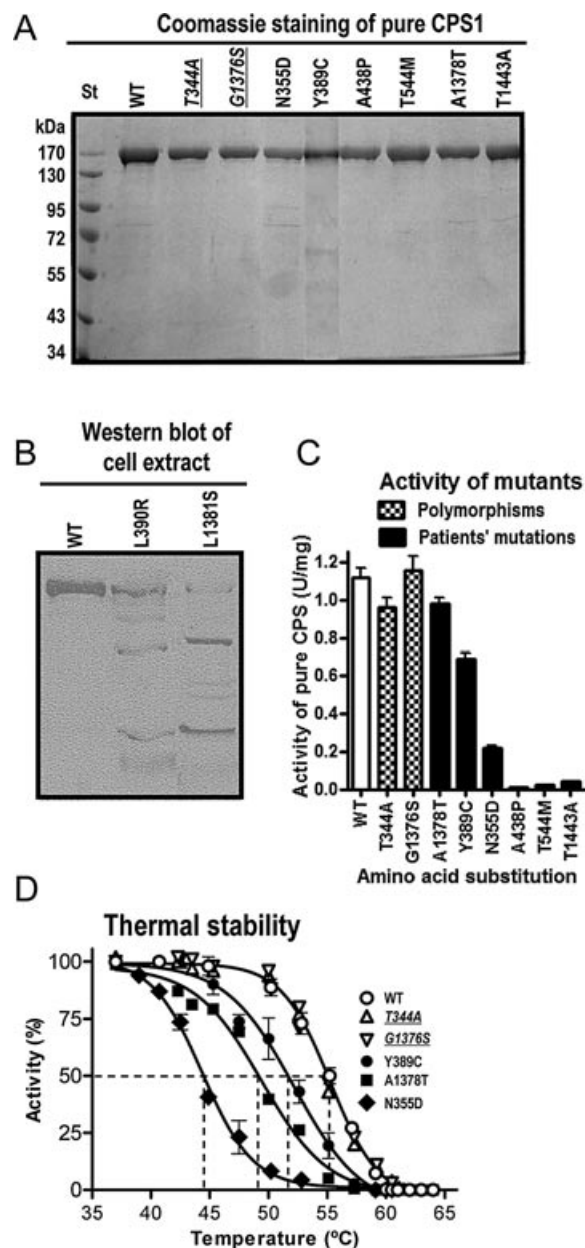 A
Coomassie staining of pure CPS1
St
WT
T344A
G1376S
N355D
Y389C
A438P
T544M
A1378T
T1443A
kDa
170
130
95
72
55
43
34
B
Western blot of
cell extract
WT
L390R
L1381S
C
Activity of mutants
Polymorphisms
Patients' mutations
Activity of pure CPS (U/mg)
1.2
1.0
0.8
0.6
0.4
0.2
0.0
WT
T344A
G1376S
A1378T
Y389C
N355D
A438P
T544M
T1443A
Amino acid substitution
D
Thermal stability
Activity (%)
100
75
50
25
0
WT
T344A
G1376S
Y389C
A1378T
N355D
35 40 45 50 55 60 65
Temperature (ºC)